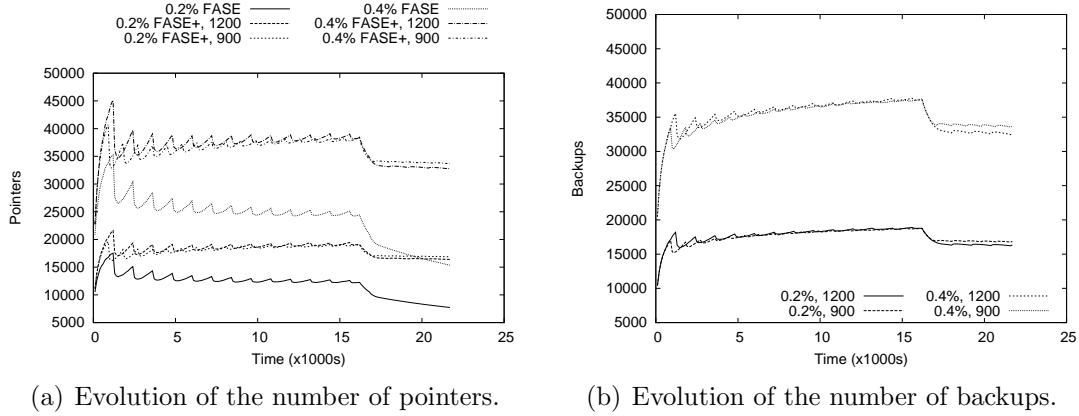 0.2% FASE
0.2% FASE+, 1200
0.2% FASE+, 900
0.4% FASE
0.4% FASE+, 1200
0.4% FASE+, 900
50000
45000
40000
35000
30000
25000
20000
15000
10000
5000
Pointers
0 5 10 15 20 25
Time (x1000s)
(a) Evolution of the number of pointers.
50000
45000
40000
35000
30000
25000
20000
15000
10000
5000
Backups
0.2%, 1200
0.2%, 900
0.4%, 1200
0.4%, 900
0 5 10 15 20 25
Time (x1000s)
(b) Evolution of the number of backups.